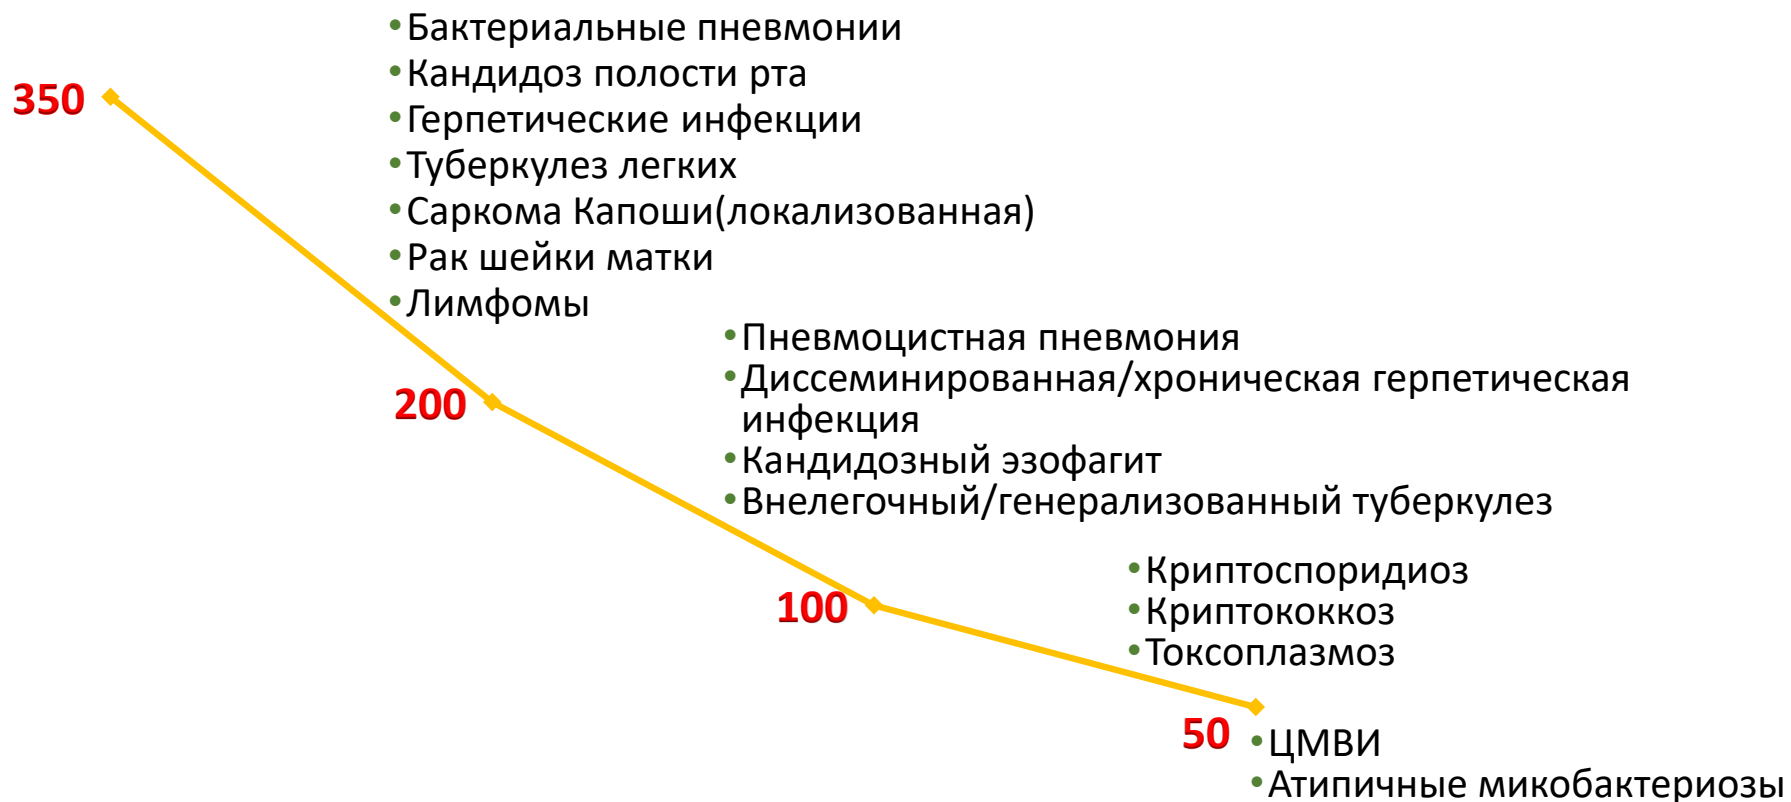 • Бактериальные пневмонии
350
• Кандидоз полости рта
• Герпетические инфекции
• Туберкулез легких
• Саркома Капоши(локализованная)
• Рак шейки матки
• Лимфомы
• Пневмоцистная пневмония
• Диссеминированная/хроническая герпетическая
инфекция
200
• Кандидозный эзофагит
• Внелегочный/генерализованный туберкулез
• Криптоспоридиоз
100
• Криптококкоз
• Токсоплазмоз
50
• ЦМВИ
• Атипичные микобактериозы